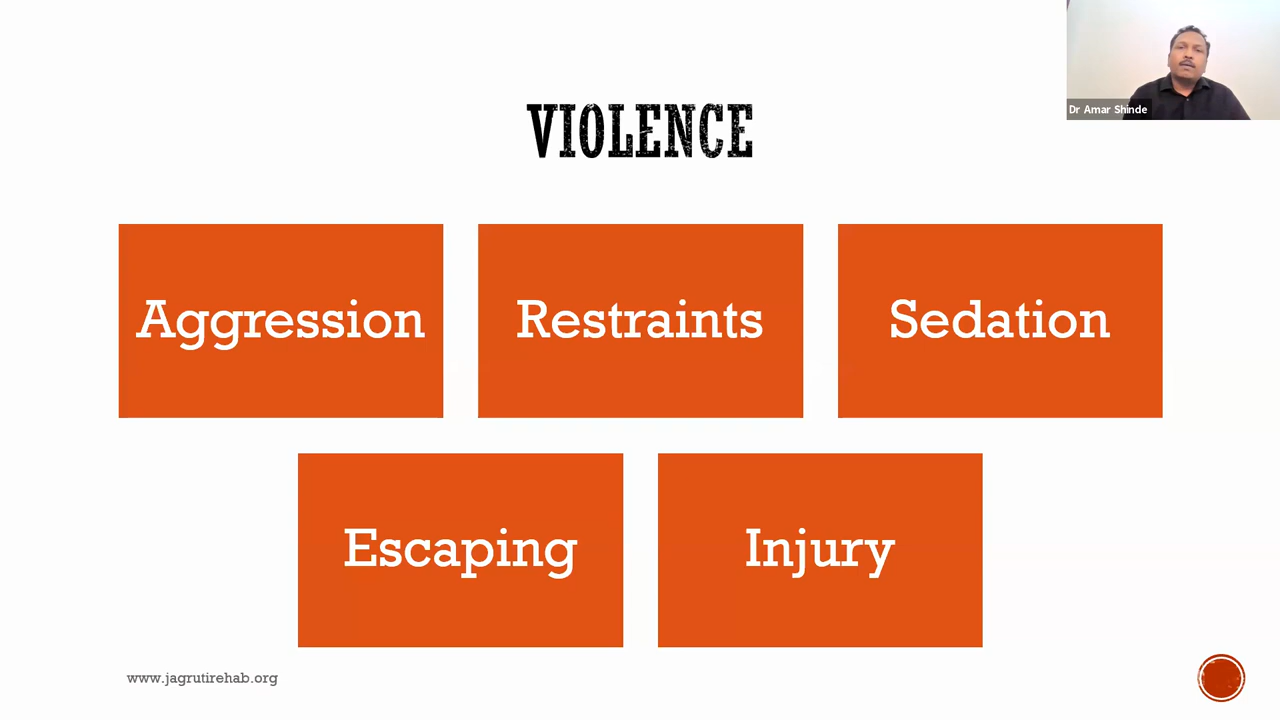 Dr Amar Shinde
VIOLENCE
Aggression
Restraints
Sedation
Escaping
Injury
www.jagrutirehab.org